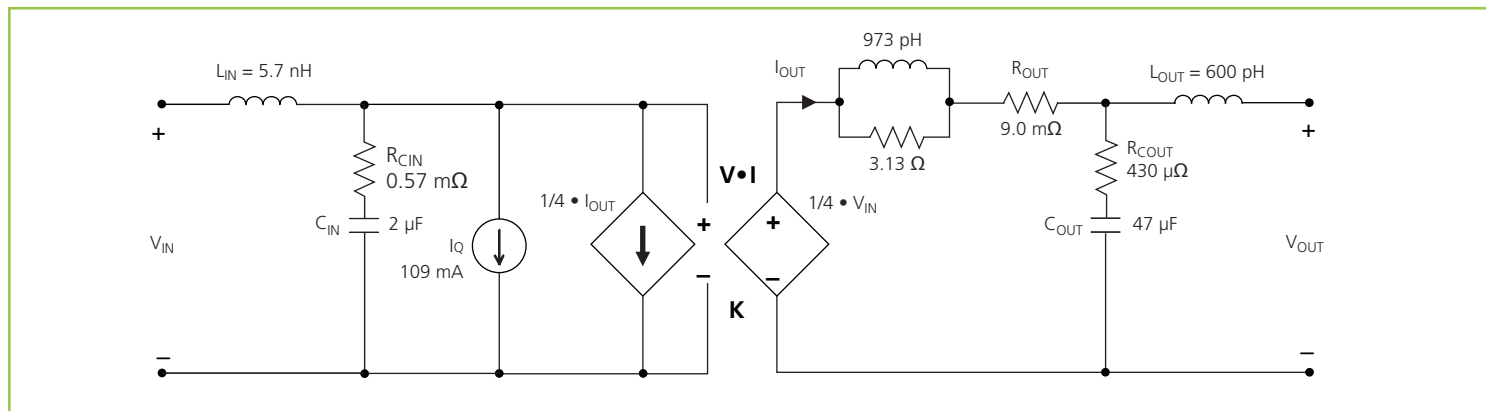 973 pH
L_IN = 5.7 nH
I_OUT
R_OUT
L_OUT = 600 pH
+
+
9.0 mΩ
R_CIN
0.57 mΩ
3.13 Ω
R_COUT
430 µΩ
V•I
1/4 • I_OUT
1/4 • V_IN
C_IN
2 µF
+
+
C_OUT
47 µF
V_IN
I_Q
V_OUT
109 mA
–
–
K
–
–